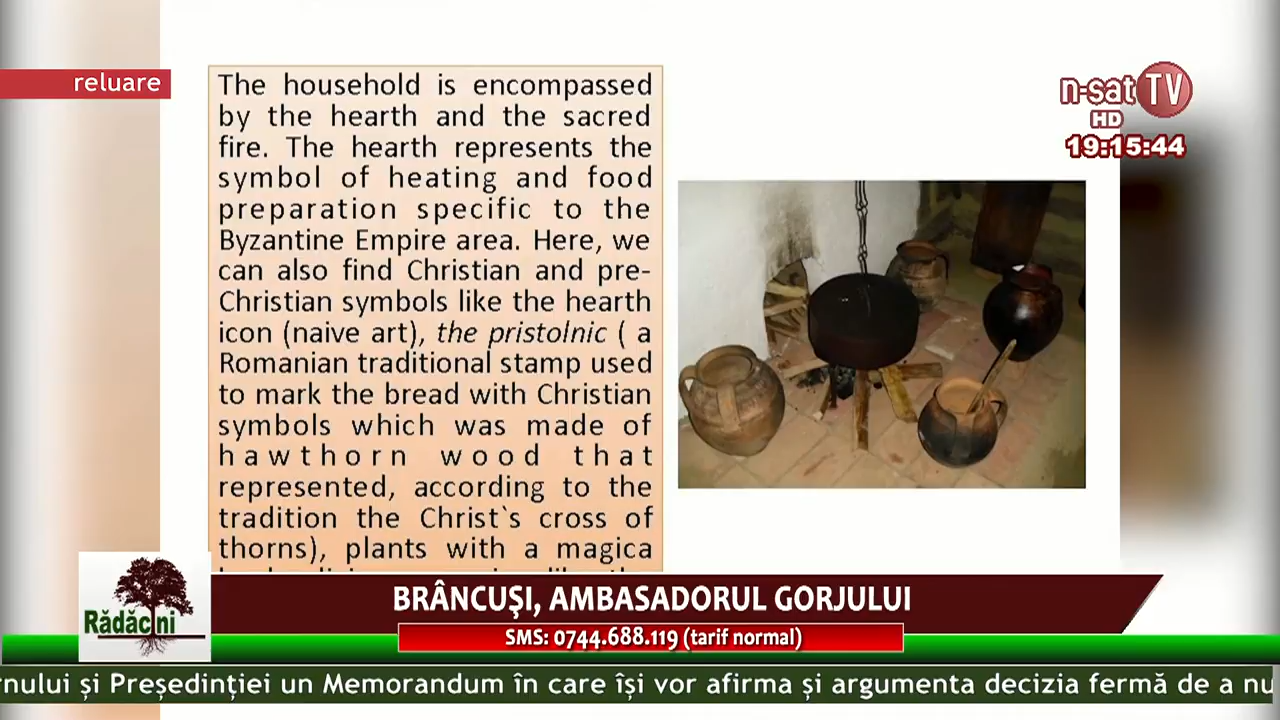 reluare
n-sat TV
HD
19:15:44
The household is encompassed
by the hearth and the sacred
fire. The hearth represents the
symbol of heating and food
preparation specific to the
Byzantine Empire area. Here, we
can also find Christian and pre-
Christian symbols like the hearth
icon (naive art), the pristolnic ( a
Romanian traditional stamp used
to mark the bread with Christian
symbols which was made of
hawthorn wood that
represented, according to the
tradition the Christ`s cross of
thorns), plants with a magica
Rădăcini
BRÂNCUŞI, AMBASADORUL GORJULUI
SMS: 0744.688.119 (tarif normal)
rnului și Președinției un Memorandum în care își vor afirma și argumenta decizia fermă de a nu